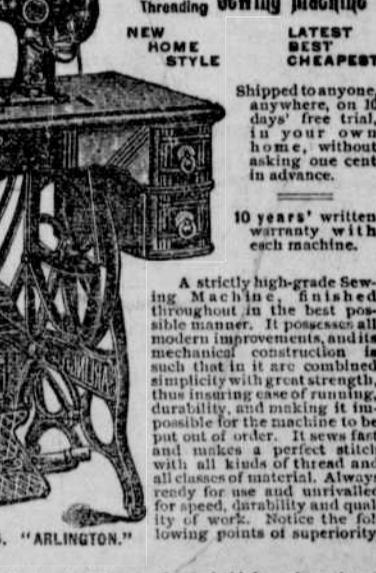 Threading Sewing Machine
NEW
HOME
STYLE
LATEST
BEST
CHEAPEST
Shipped to anyone,
anywhere, on 10
days' free trial,
in your own
home, without
asking one cent
in advance.
10 years' written
warranty with
each machine.
A strictly high-grade Sew-
ing Machine, finished
throughout in the best pos-
sible manner. It possesses all
modern improvements, and its
mechanical construction is
such that in it are combined
simplicity with great strength,
thus insuring ease of running,
durability, and making it im-
possible for the machine to be
put out of order. It sews fast
and makes a perfect stitch
with all kinds of thread and
all classes of material. Always
ready for use and unrivalled
for speed, durability and qual
ity of work. Notice the fol
lowing points of superiority
"ARLINGTON."